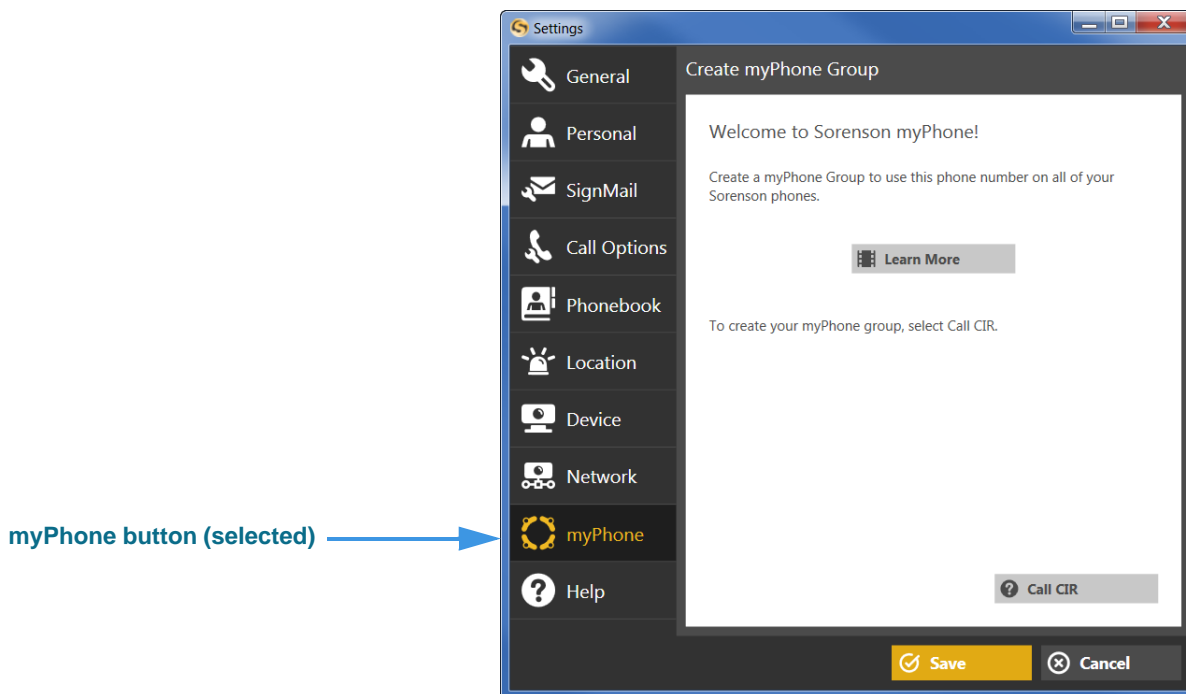 Settings
General
Personal
SignMail
Call Options
Phonebook
Location
Device
Network
myPhone button (selected)
myPhone
Help
Create myPhone Group
Welcome to Sorenson myPhone!
Create a myPhone Group to use this phone number on all of your
Sorenson phones.
Learn More
To create your myPhone group, select Call CIR.
Call CIR
Save
Cancel